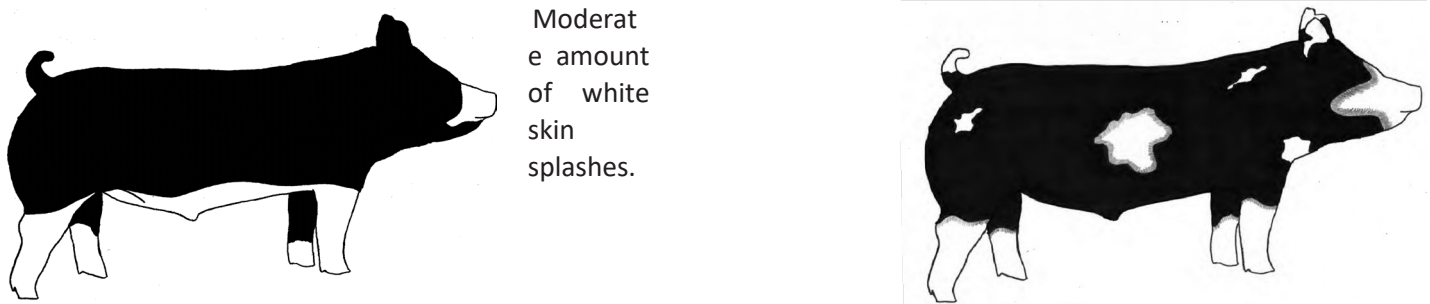 Moderat
e amount
of white
skin
splashes.